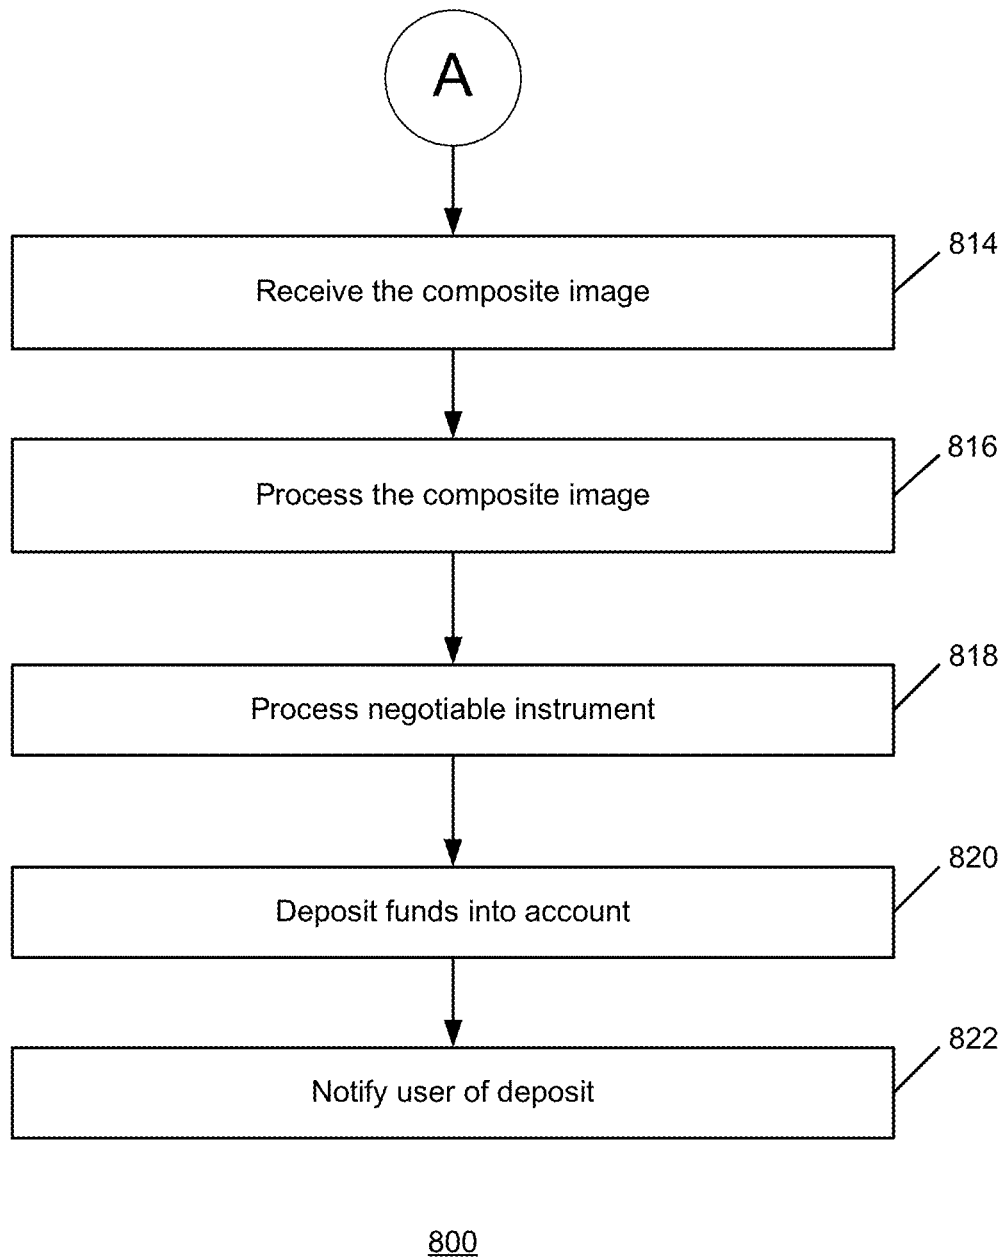 A
814
Receive the composite image
816
Process the composite image
818
Process negotiable instrument
820
Deposit funds into account
822
Notify user of deposit
800